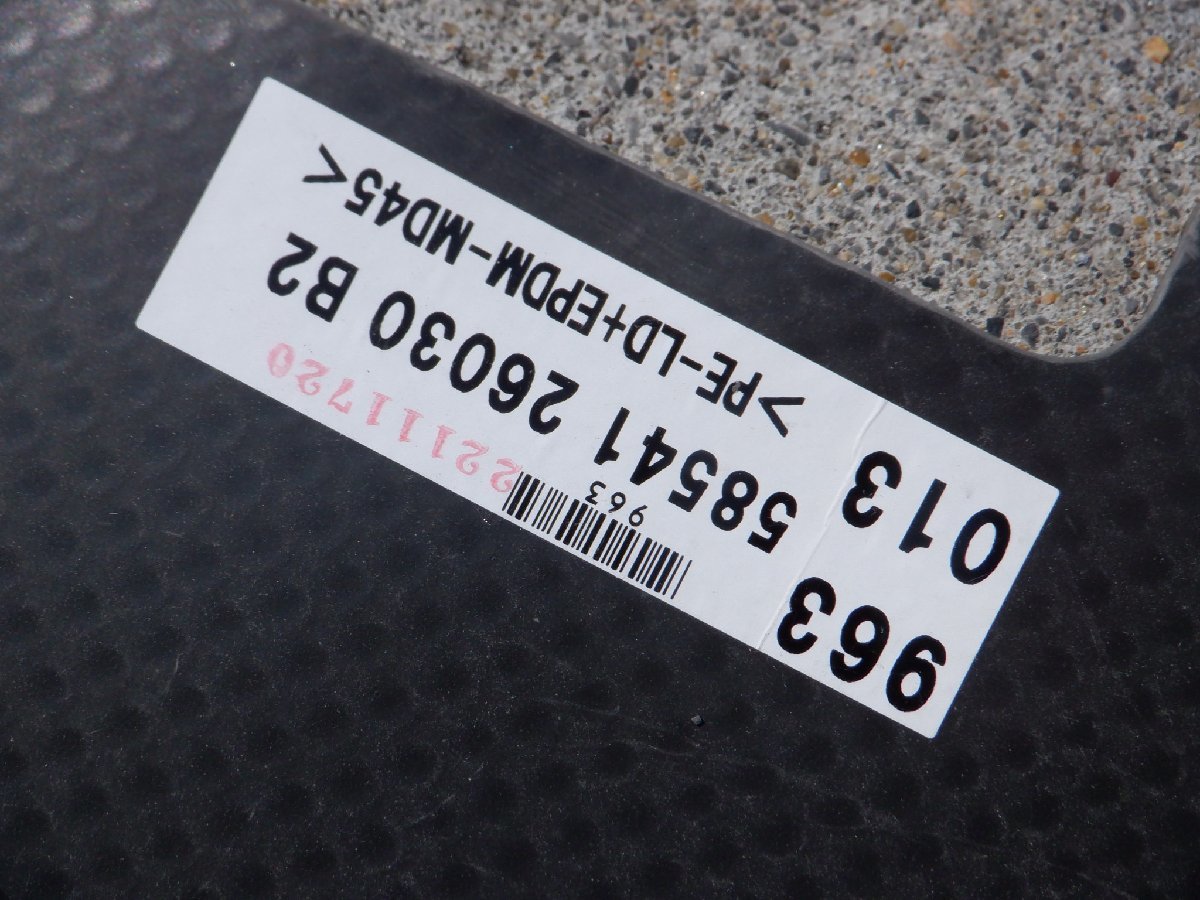 963
013
22111720
963
58541 26030 B2
>PE-LD+EPDM-MD45<